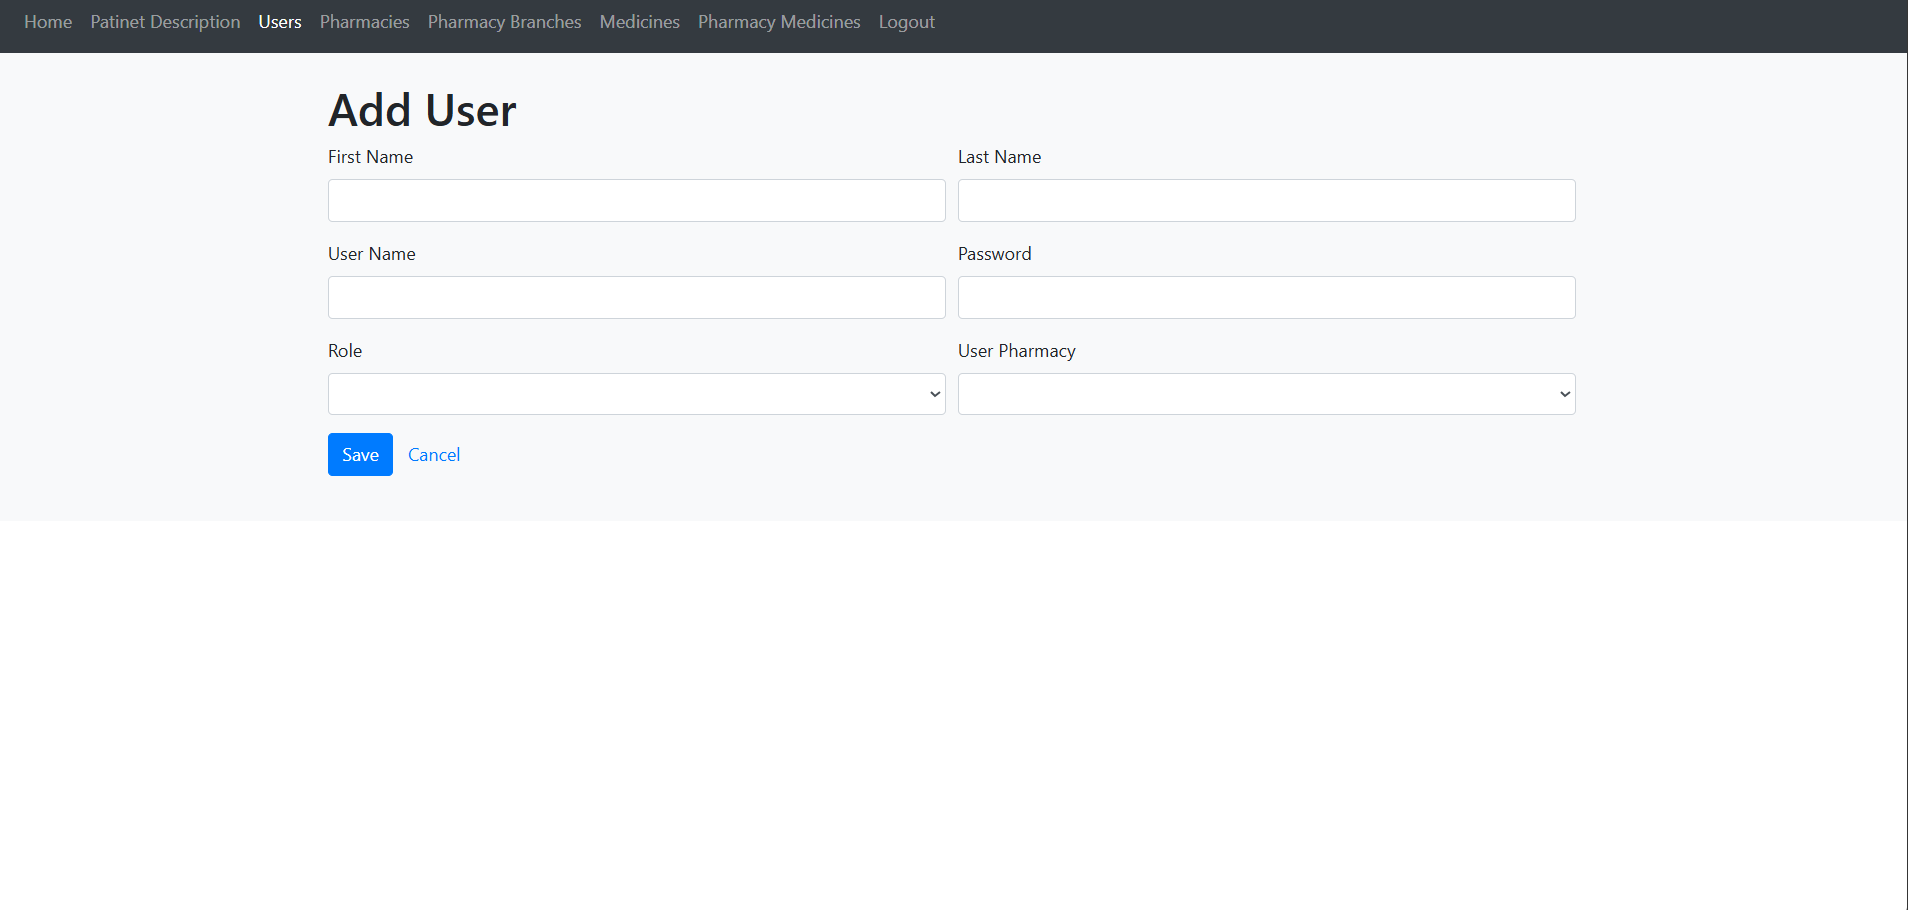 Home Patinet Description Users Pharmacies Pharmacy Branches Medicines Pharmacy Medicines Logout
Add User
First Name Last Name
User Name Password
Role User Pharmacy
Save Cancel